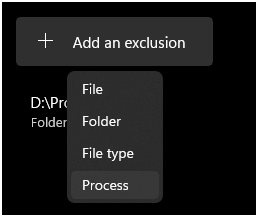 Add an exclusion
File
D:\Pro
Folder
Folder
File type
Process